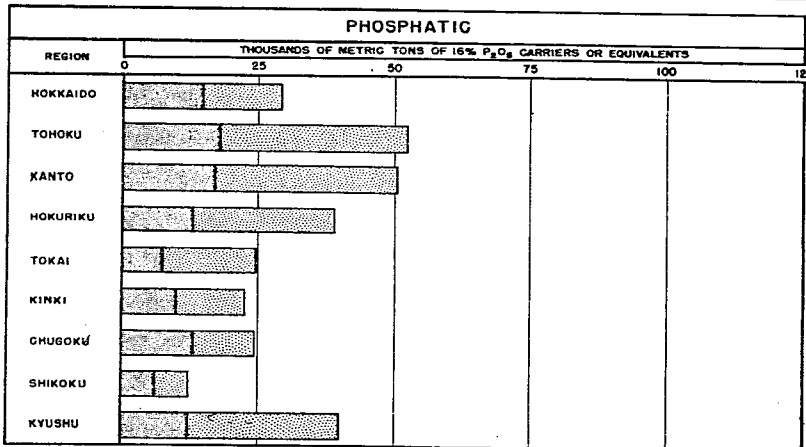 PHOSPHATIC
REGION
THOUSANDS OF METRIC TONS OF 16% P₂O₅ CARRIERS OR EQUIVALENTS
0 25 50 75 100 12
HOKKAIDO
TOHOKU
KANTO
HOKURIKU
TOKAI
KINKI
CHUGOKU
SHIKOKU
KYUSHU